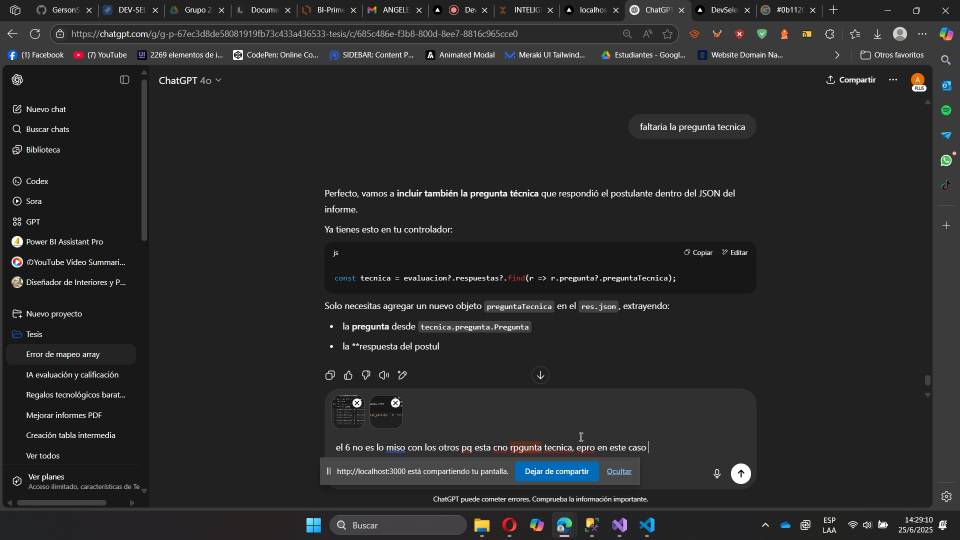 GersonS
DEV-SEL
Grupo 2
Docume
BI-Prime
ANGELE
De
INTELIG
localhos
ChatGPT
DevSele
#0b112
https://chatgpt.com/g/g-p-67ec3d8de58081919fb73c433a436533-tesis/c/685c486e-f3b8-800d-8ee7-8816c965cce0
(1) Facebook
(7) YouTube
2269 elementos de i...
CodePen: Online Co...
SIDEBAR: Content P...
Animated Modal
Meraki UI Tailwind...
Estudiantes - Googl...
Website Domain Na...
Otros favoritos
ChatGPT 4o
Compartir
PLUS
Nuevo chat
Buscar chats
Biblioteca
Codex
Sora
GPT
Power BI Assistant Pro
YouTube Video Summari...
Diseñador de Interiores y P...
Nuevo proyecto
Tesis
Error de mapeo array
IA evaluación y calificación
Regalos tecnológicos barat...
Mejorar informes PDF
Creación tabla intermedia
Ver todos
Ver planes
Acceso ilimitado, características de Te
faltaria la pregunta tecnica
Perfecto, vamos a incluir también la pregunta técnica que respondió el postulante dentro del JSON del
informe.
Ya tienes esto en tu controlador:
js
Copiar
Editar
const tecnica = evaluacion?.respuestas?.find(r => r.pregunta?.preguntaTecnica);
Solo necesitas agregar un nuevo objeto preguntaTecnica en el res.json, extrayendo:
• la pregunta desde tecnica.pregunta.Pregunta
• la **respuesta del postul
el 6 no es lo miso con los otros pq esta cno rpgunta tecnica, epro en este caso
http://localhost:3000 está compartiendo tu pantalla.
Dejar de compartir
Ocultar
ChatGPT puede cometer errores. Comprueba la información importante.
Buscar
ESP
LAA
14:29:10
25/6/2025